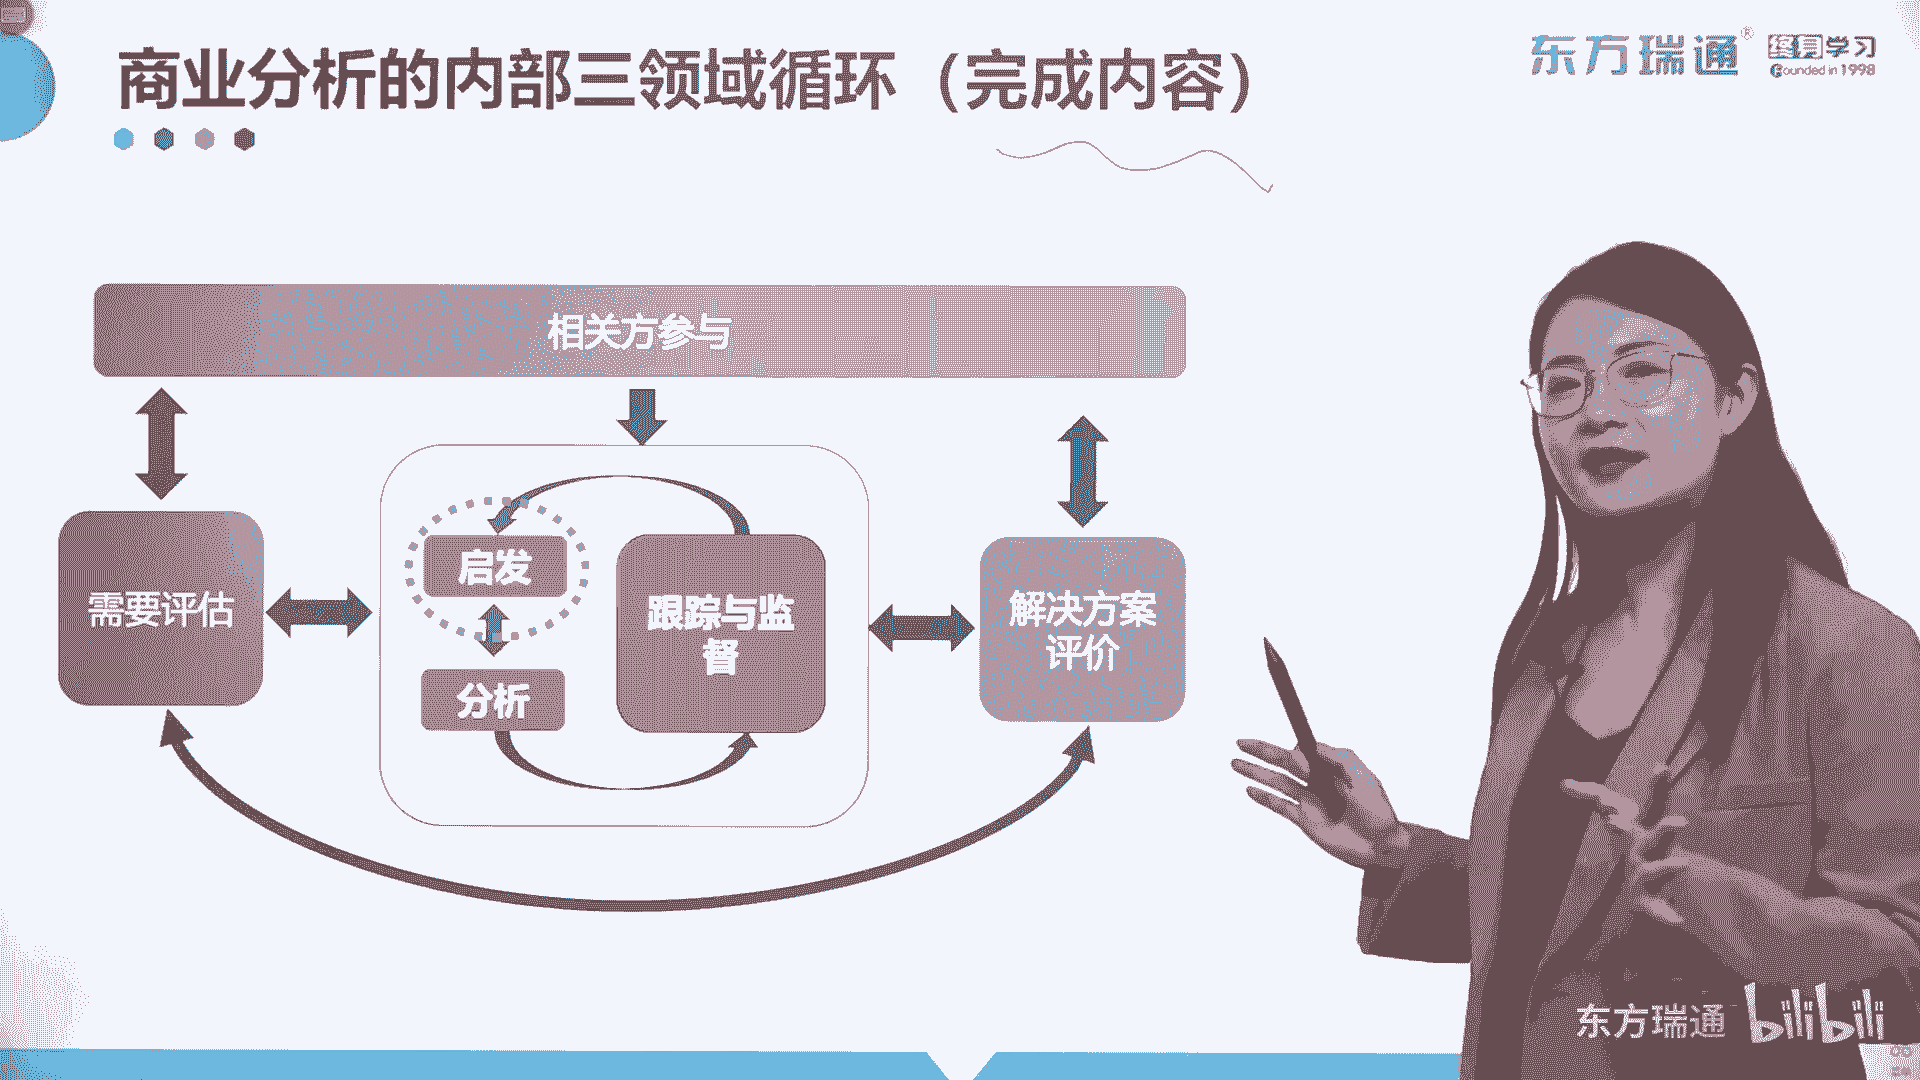 商业分析的内部三领域循环（完成内容）
东方瑞通®
终身学习
Founded in 1998
相关方参与
需要评估
启发
分析
跟踪与监
督
解决方案
评价
东方瑞通
bilibili